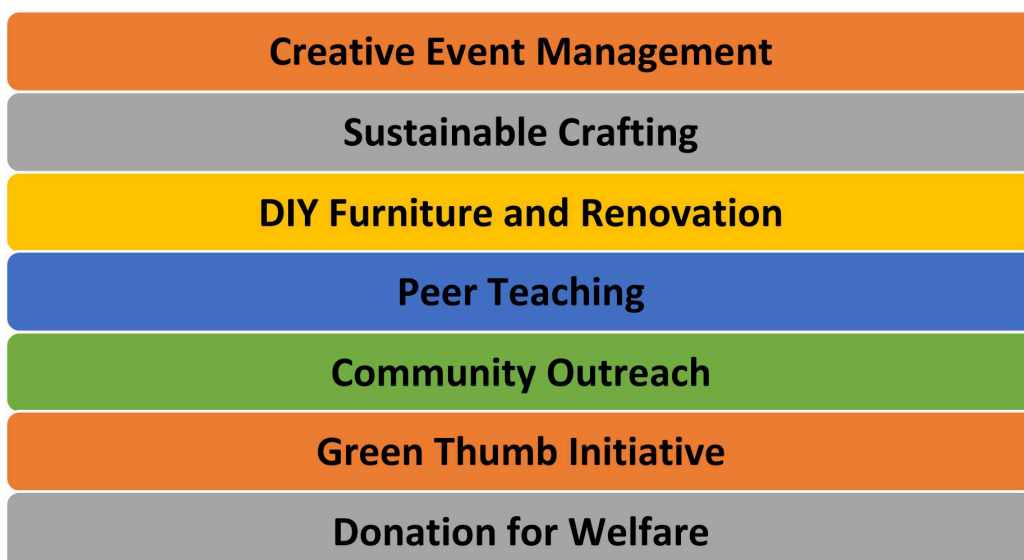 Creative Event Management
Sustainable Crafting
DIY Furniture and Renovation
Peer Teaching
Community Outreach
Green Thumb Initiative
Donation for Welfare